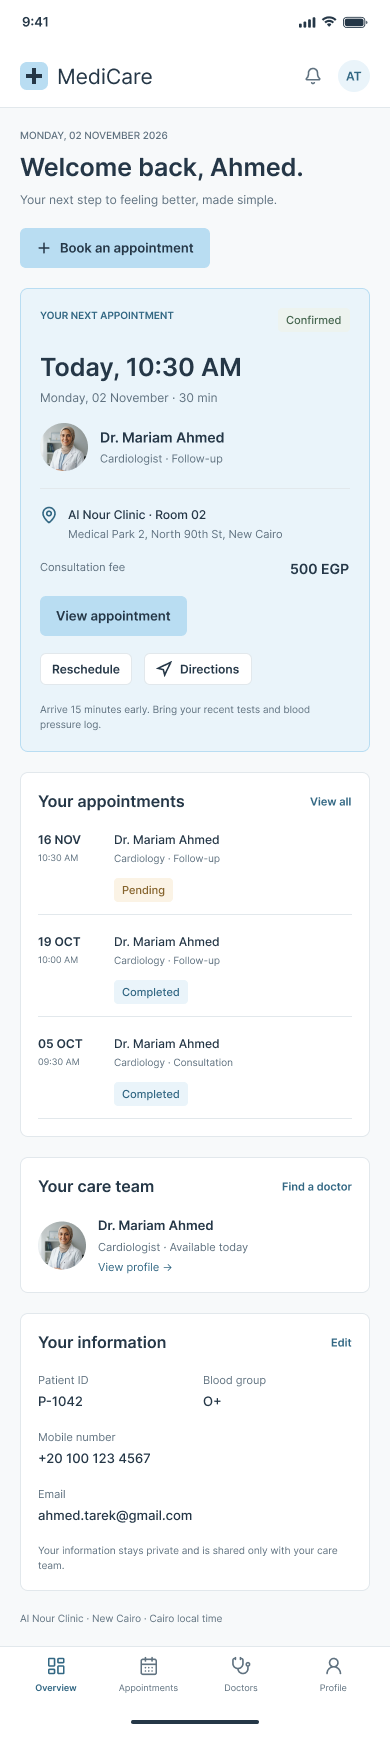 9:41
MediCare
AT
MONDAY, 02 NOVEMBER 2026
Welcome back, Ahmed.
Your next step to feeling better, made simple.
Book an appointment
YOUR NEXT APPOINTMENT
Confirmed
Today, 10:30 AM
Monday, 02 November · 30 min
Dr. Mariam Ahmed
Cardiologist · Follow-up
Al Nour Clinic · Room 02
Medical Park 2, North 90th St, New Cairo
Consultation fee
500 EGP
View appointment
Reschedule
Directions
Arrive 15 minutes early. Bring your recent tests and blood
pressure log.
Your appointments
View all
16 NOV
Dr. Mariam Ahmed
10:30 AM
Cardiology · Follow-up
Pending
19 OCT
Dr. Mariam Ahmed
10:00 AM
Cardiology · Follow-up
Completed
05 OCT
Dr. Mariam Ahmed
09:30 AM
Cardiology · Consultation
Completed
Your care team
Find a doctor
Dr. Mariam Ahmed
Cardiologist · Available today
View profile →
Your information
Edit
Patient ID
Blood group
P-1042
O+
Mobile number
+20 100 123 4567
Email
ahmed.tarek@gmail.com
Your information stays private and is shared only with your care
team.
Al Nour Clinic · New Cairo · Cairo local time
Overview
Appointments
Doctors
Profile